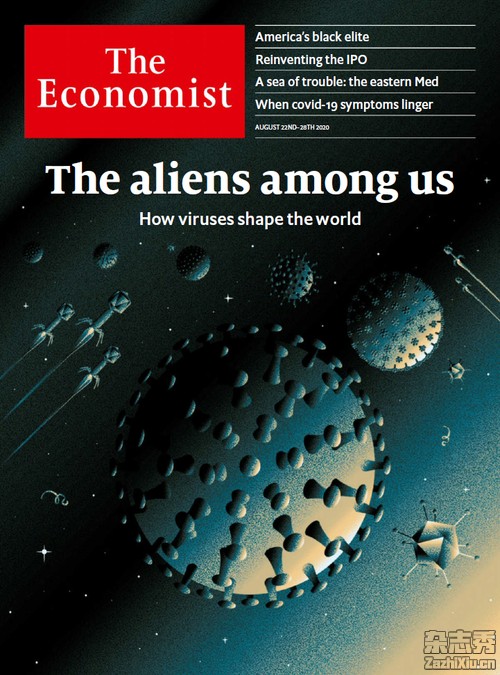 The
Economist
America's black elite
Reinventing the IPO
A sea of trouble: the eastern Med
When covid-19 symptoms linger
AUGUST 22ND-28TH 2020
The aliens among us
How viruses shape the world
杂志秀
ZaZhiXiu.cn